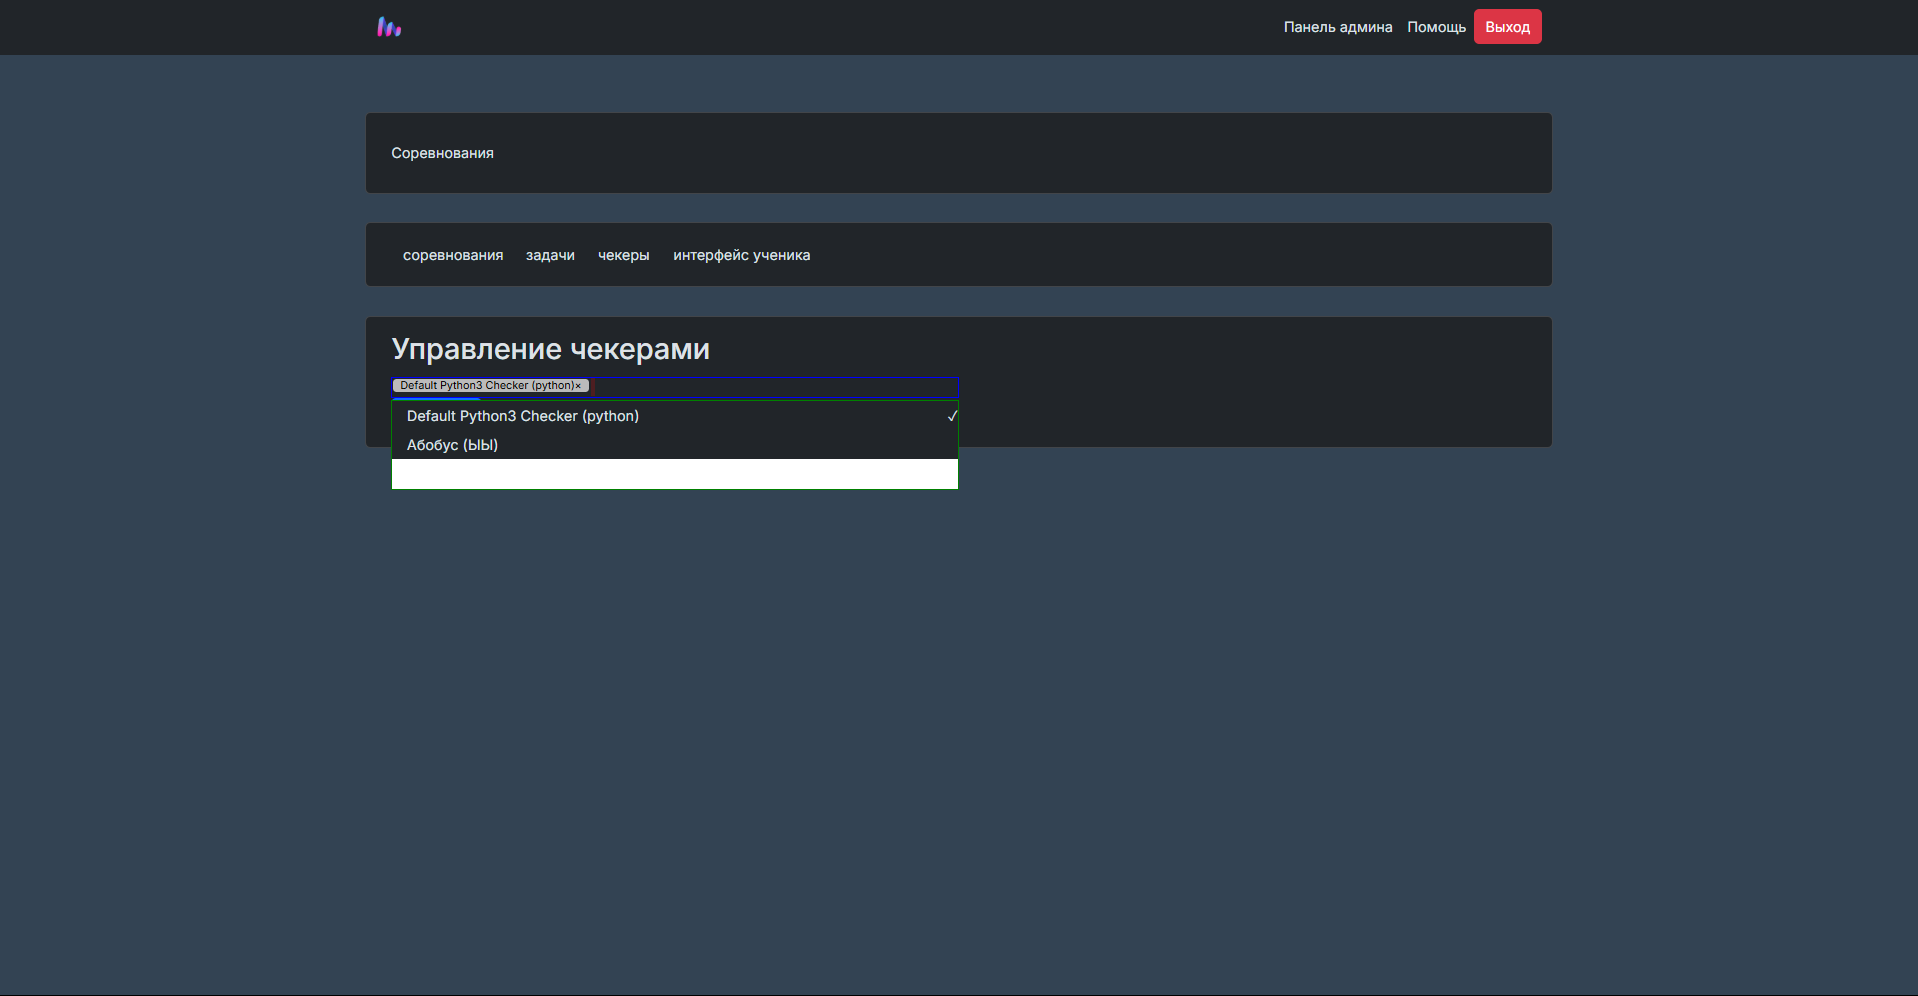 Панель админа Помощь Выход
Соревнования
соревнования задачи чекеры интерфейс ученика
Управление чекерами
Default Python3 Checker (python)×
Default Python3 Checker (python) ✓
Абобус (ЫЫ)